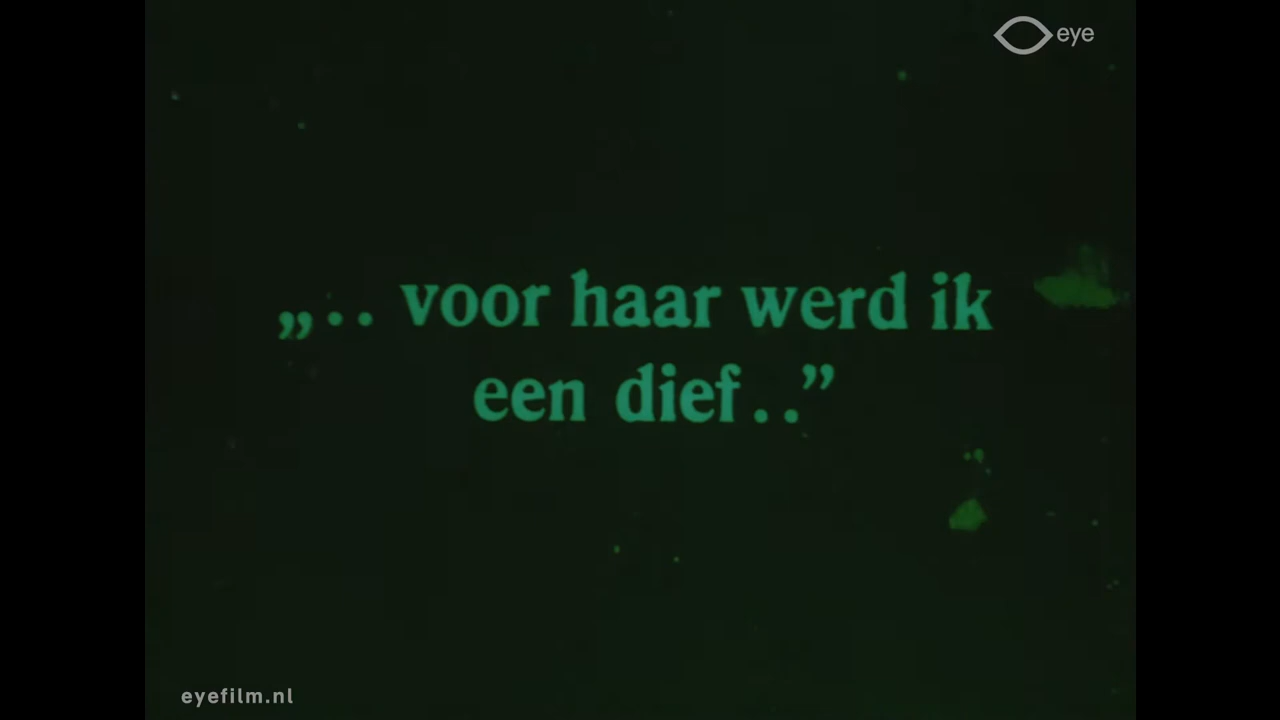 eye
„.. voor haar werd ik
een dief..”
eyefilm.nl